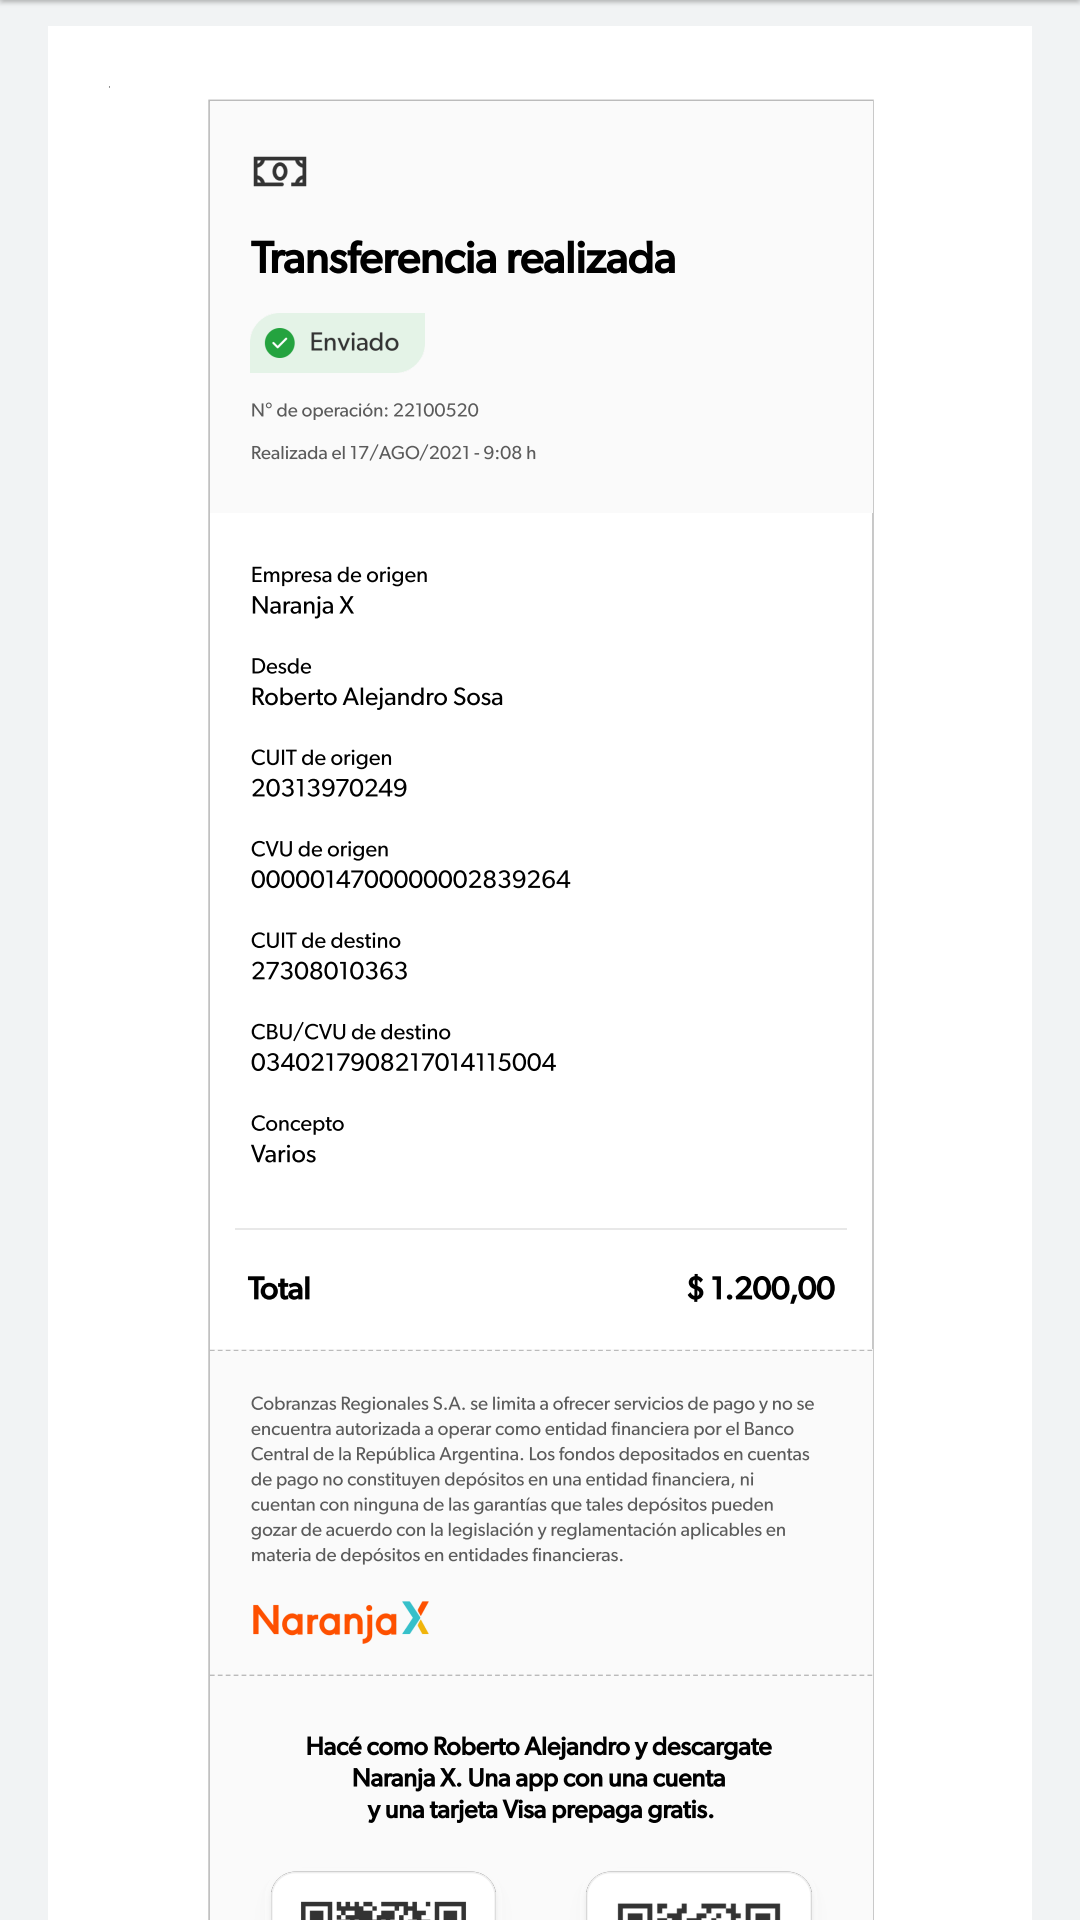 Transferencia realizada
Enviado
N° de operación: 22100520
Realizada el 17/AGO/2021 - 9:08 h
Empresa de origen
Naranja X
Desde
Roberto Alejandro Sosa
CUIT de origen
20313970249
CVU de origen
0000014700000002839264
CUIT de destino
27308010363
CBU/CVU de destino
0340217908217014115004
Concepto
Varios
Total $ 1.200,00
Cobranzas Regionales S.A. se limita a ofrecer servicios de pago y no se
encuentra autorizada a operar como entidad financiera por el Banco
Central de la República Argentina. Los fondos depositados en cuentas
de pago no constituyen depósitos en una entidad financiera, ni
cuentan con ninguna de las garantías que tales depósitos pueden
gozar de acuerdo con la legislación y reglamentación aplicables en
materia de depósitos en entidades financieras.
NaranjaX
Hacé como Roberto Alejandro y descargate
Naranja X. Una app con una cuenta
y una tarjeta Visa prepaga gratis.